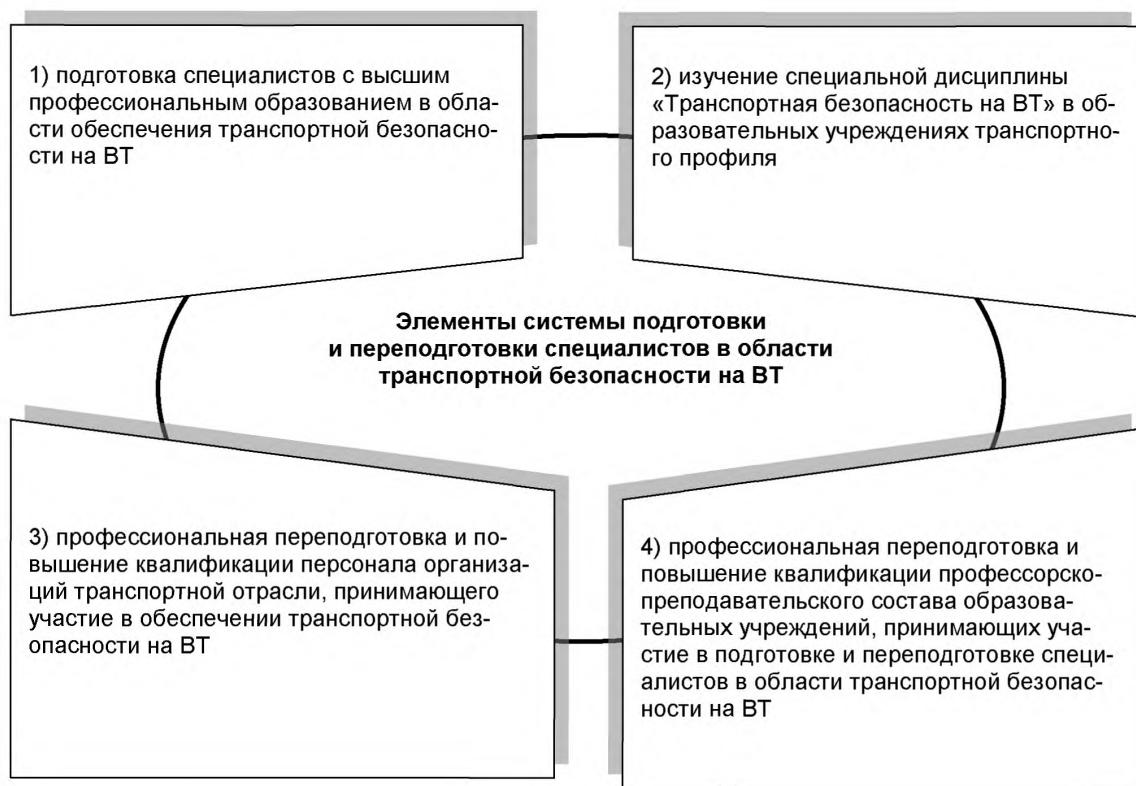 1) подготовка специалистов с высшим
профессиональным образованием в обла-
сти обеспечения транспортной безопасно-
сти на ВТ
2) изучение специальной дисциплины
«Транспортная безопасность на ВТ» в об-
разовательных учреждениях транспортно-
го профиля
Элементы системы подготовки
и переподготовки специалистов в области
транспортной безопасности на ВТ
3) профессиональная переподготовка и по-
вышение квалификации персонала организа-
ций транспортной отрасли, принимающего
участие в обеспечении транспортной без-
опасности на ВТ
4) профессиональная переподготовка и
повышение квалификации профессорско-
преподавательского состава образова-
тельных учреждений, принимающих уча-
стие в подготовке и переподготовке специ-
алистов в области транспортной безопас-
ности на ВТ